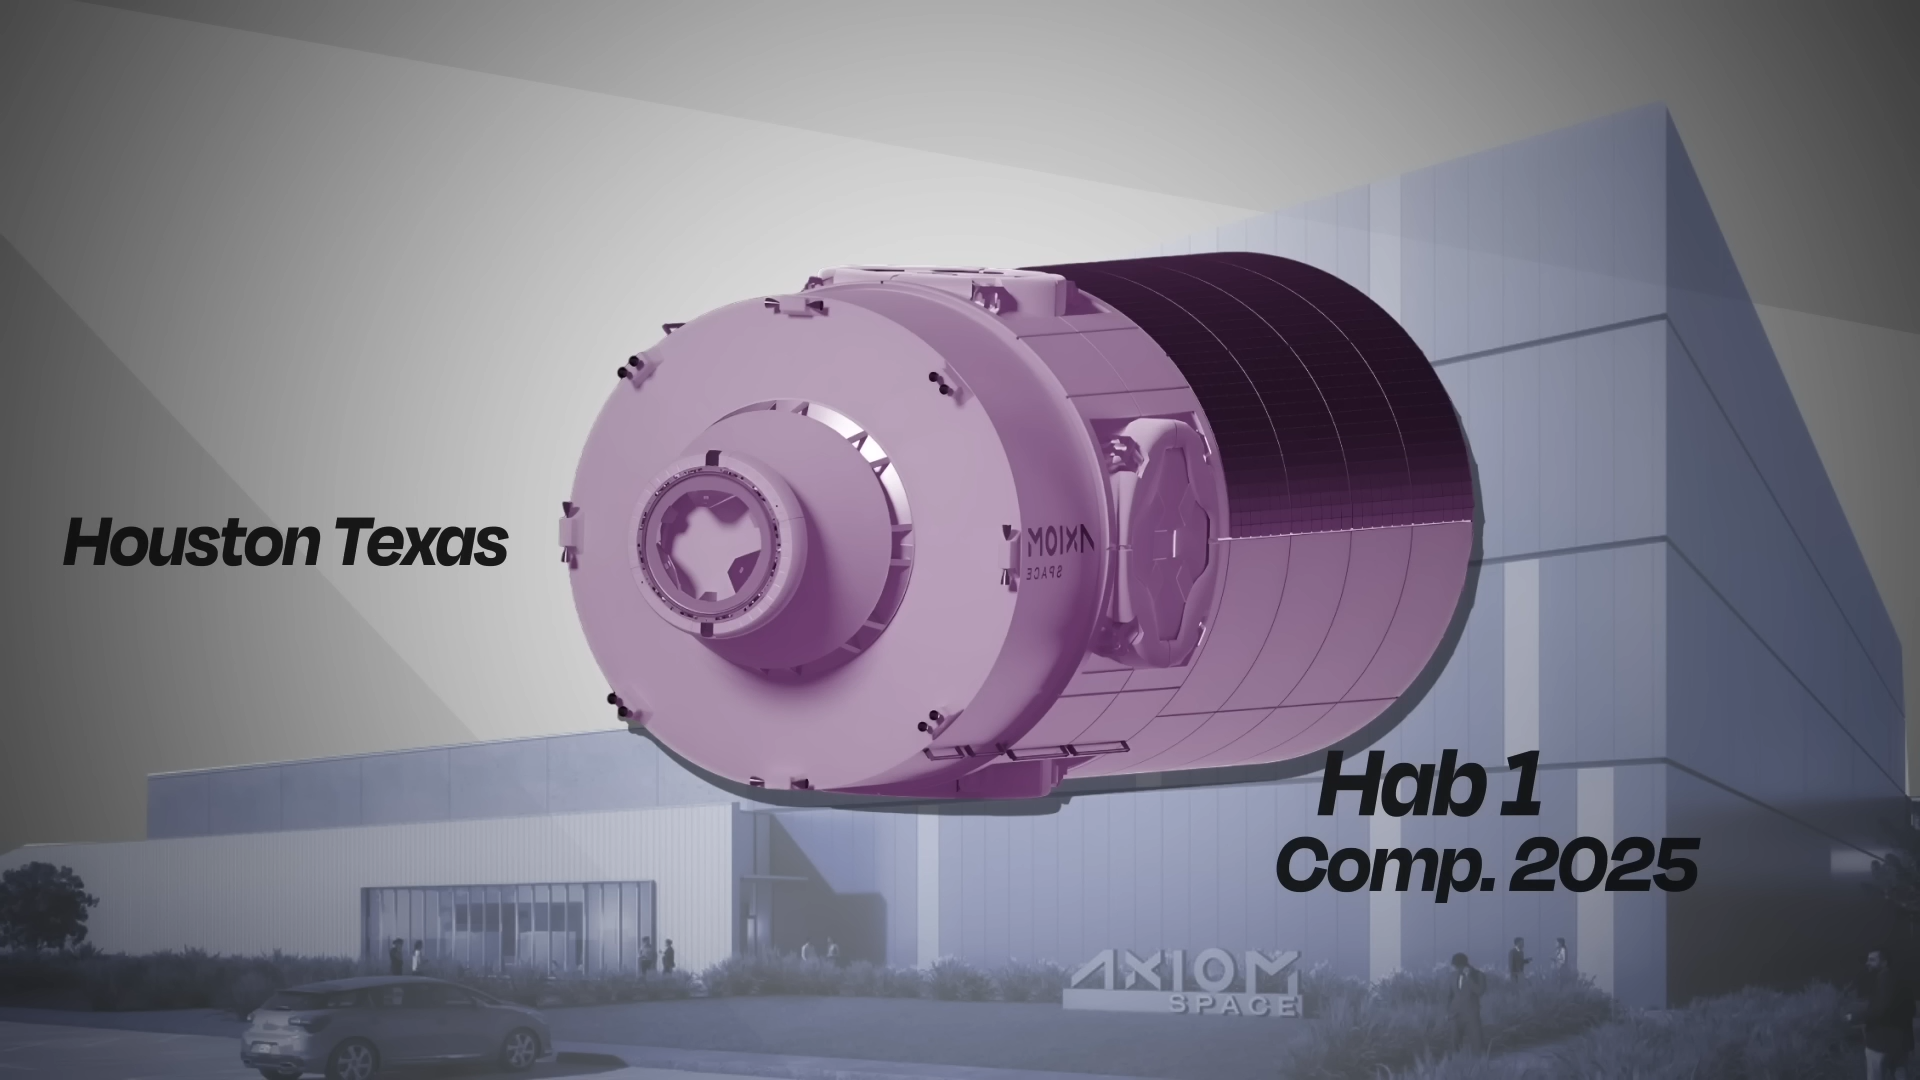 Houston Texas
AXIOM
SPACE
Hab 1
Comp. 2025
AXIOM
SPACE